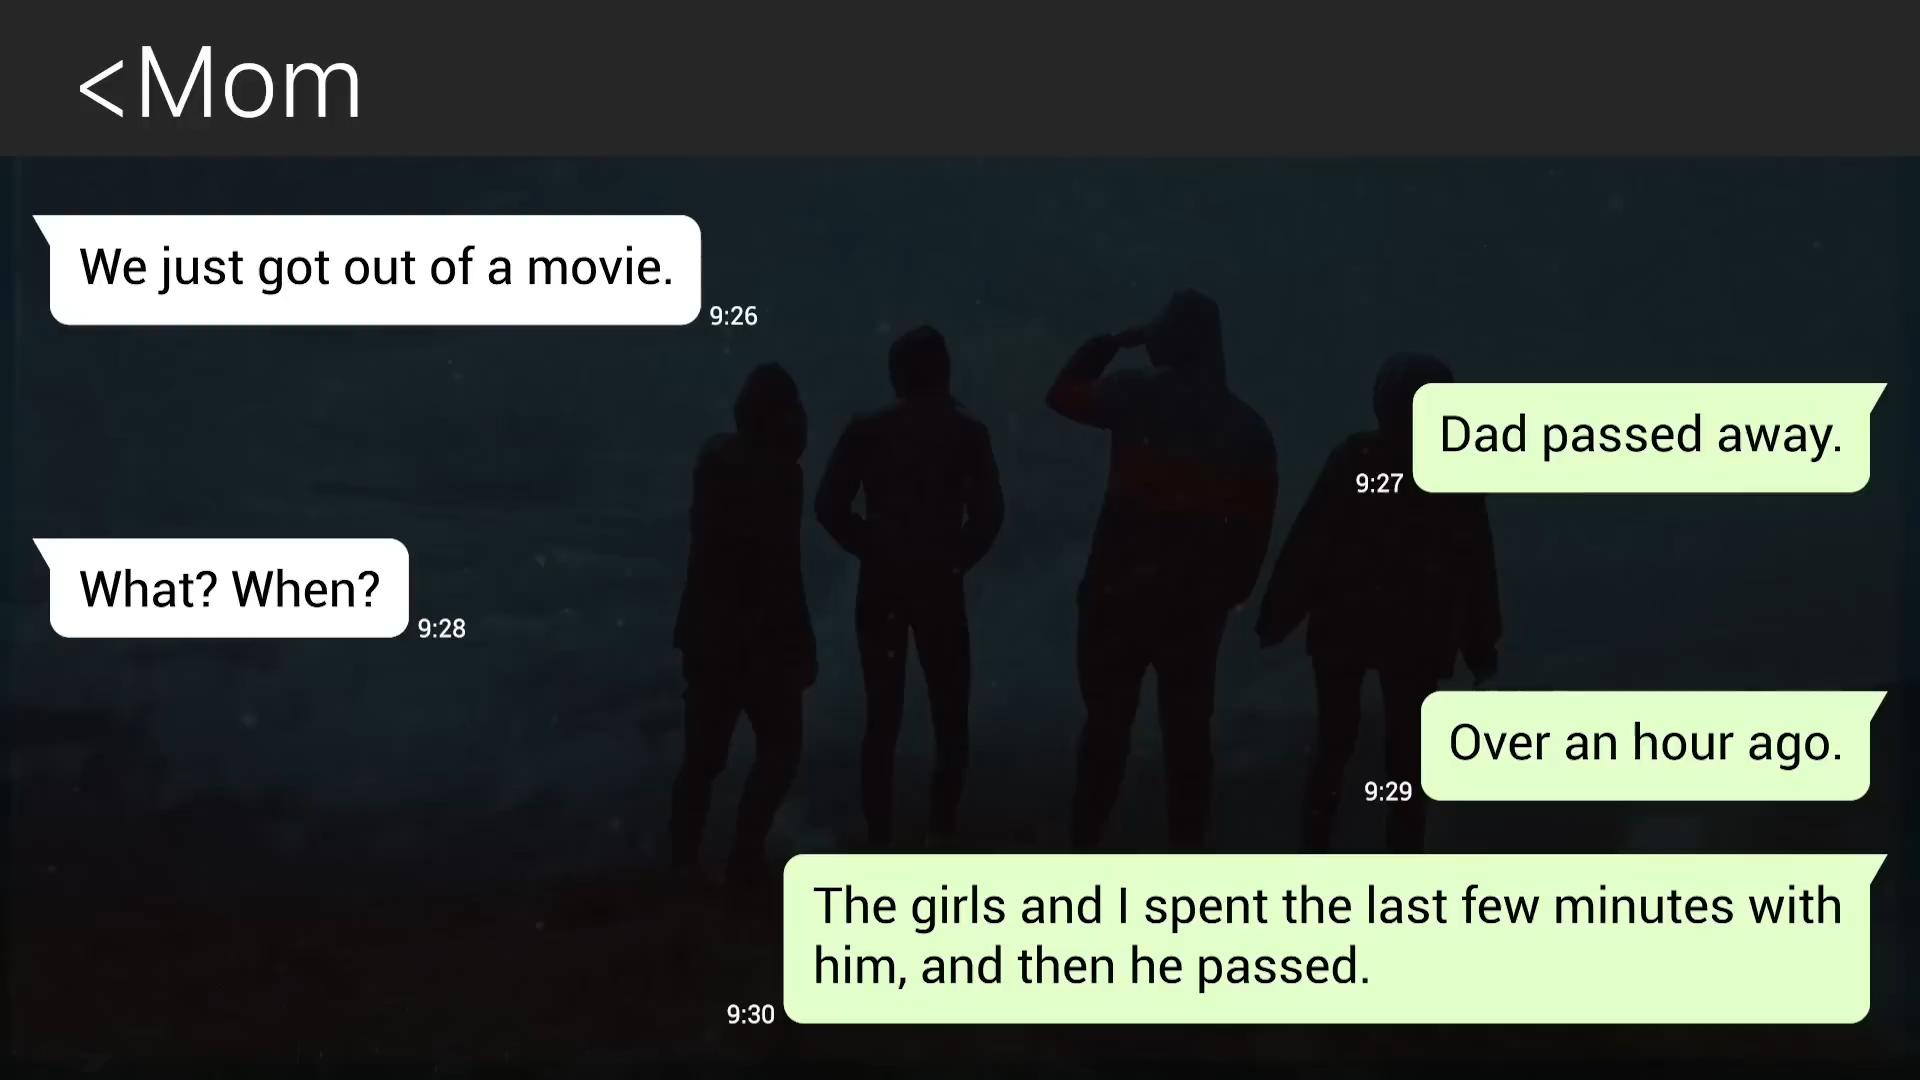 <Mom
We just got out of a movie.
9:26
Dad passed away.
9:27
What? When?
9:28
Over an hour ago.
9:29
The girls and I spent the last few minutes with
him, and then he passed.
9:30